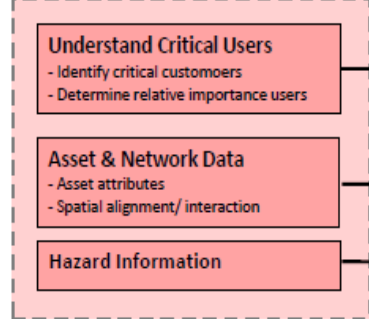 Understand Critical Users
- Identify critical customoers
- Determine relative importance users
Asset & Network Data
- Asset attributes
- Spatial alignment/ interaction
Hazard Information